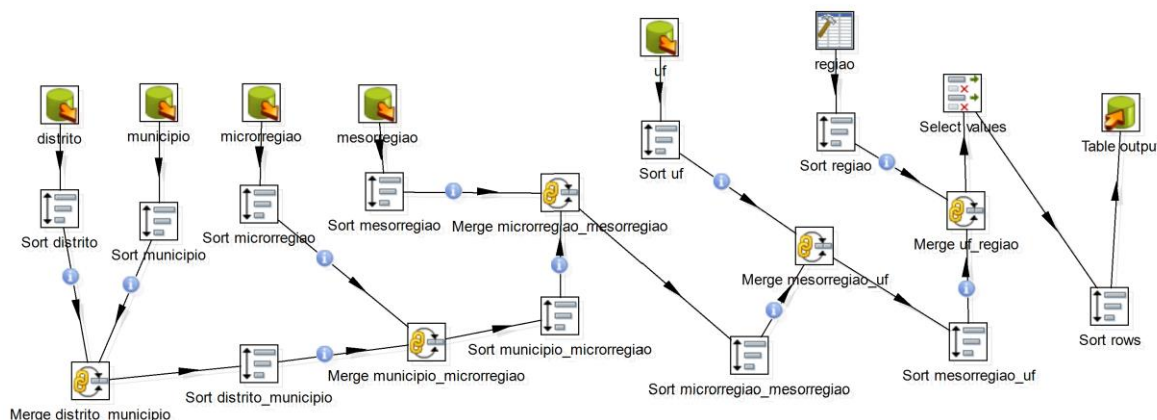 uf
regiao
Select values
distrito
municipio
microrregiao
mesorregiao
Table outpu
Sort uf
Sort regiao
Sort distrito
Sort municipio
Sort microrregiao
Sort mesorregiao
Merge microregiao_mesorregiao
Merge uf_regiao
Merge mesorregiao_uf
Sort municipio_microrregiao
Sort rows
Merge municipio_microrregiao
Sort microrregiao_mesorregiao
Sort mesorregiao_uf
Sort distrito_municipio
Merge distrito_municipio